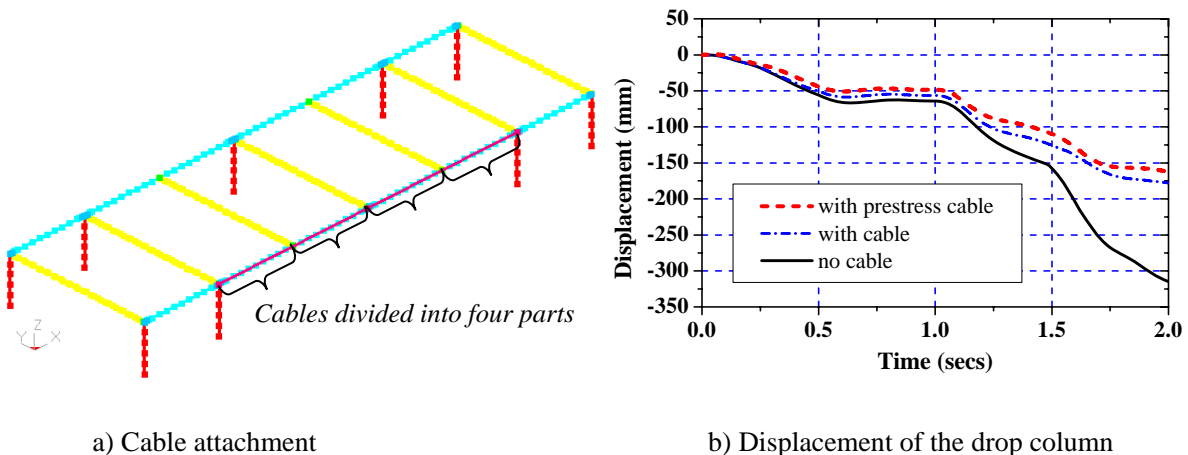 Cables divided into four parts
Z
Y X
a) Cable attachment
50
0
-50
-100
-150
-200
-250
-300
-350
Displacement (mm)
with prestress cable
with cable
no cable
0.0 0.5 1.0 1.5 2.0
Time (secs)
b) Displacement of the drop column